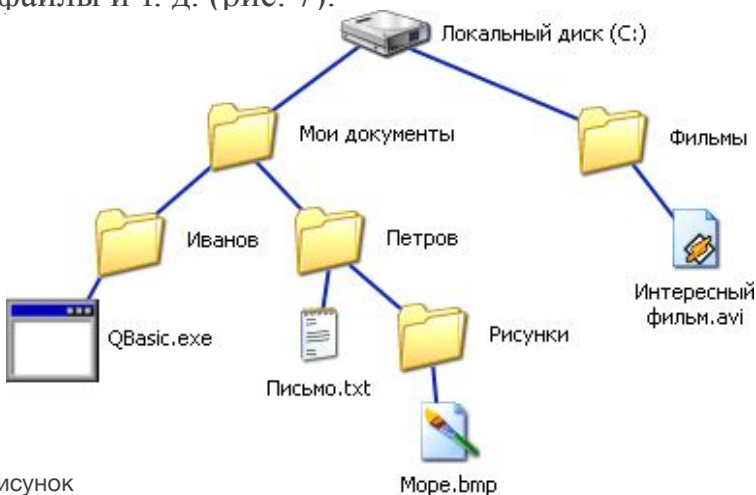 файлы и т. д. (рис. 7).
Локальный диск (C:)
Мои документы
Фильмы
Иванов
Петров
Интересный
фильм.avi
QBasic.exe
Рисунки
Письмо.txt
исунок
Море.bmp